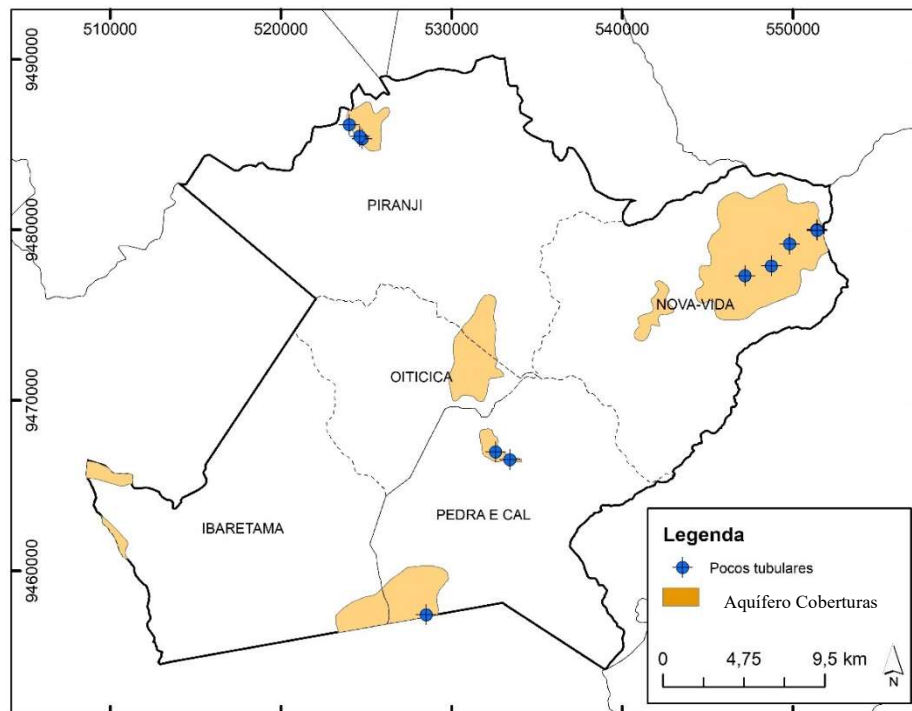 510000 520000 530000 540000 550000
9490000
9480000
9470000
9460000
PIRANJI
NOVA-VIDA
OITICICA
IBARETAMA
PEDRA E CAL
Legenda
Pocos tubulares
Aquífero Coberturas
0 4,75 9,5 km
N